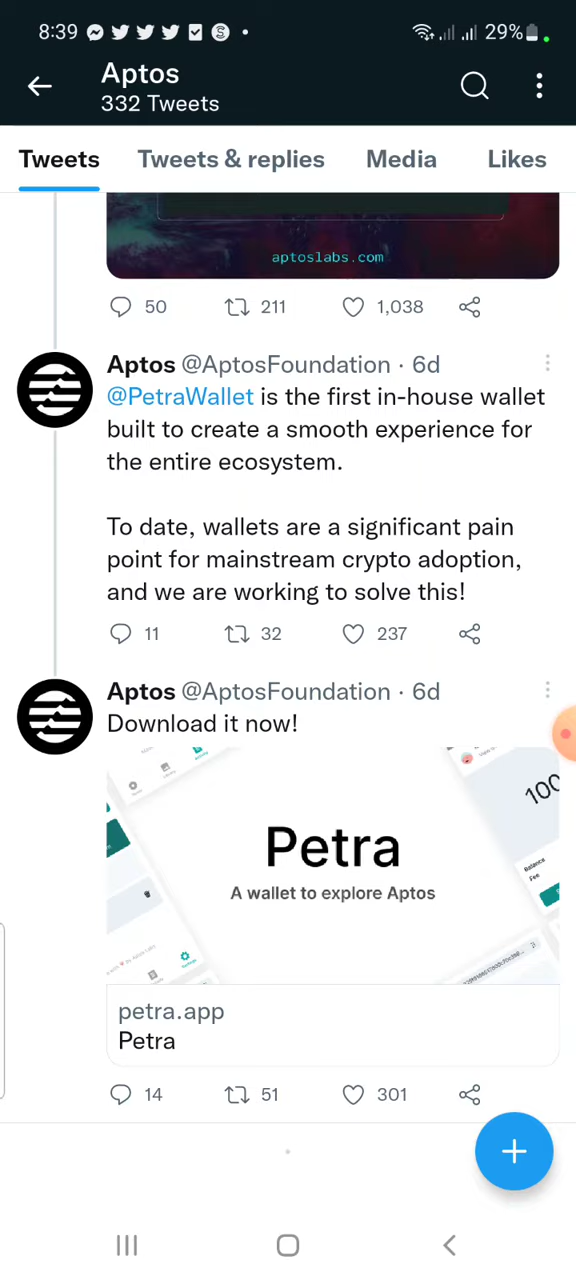 8:39
29%
Aptos
332 Tweets
Tweets
Tweets & replies
Media
Likes
aptoslabs.com
50
211
1,038
Aptos @AptosFoundation · 6d
@PetraWallet is the first in-house wallet
built to create a smooth experience for
the entire ecosystem.
To date, wallets are a significant pain
point for mainstream crypto adoption,
and we are working to solve this!
11
32
237
Aptos @AptosFoundation · 6d
Download it now!
100
Petra
Balance
Fee
A wallet to explore Aptos
petra.app
Petra
14
51
301